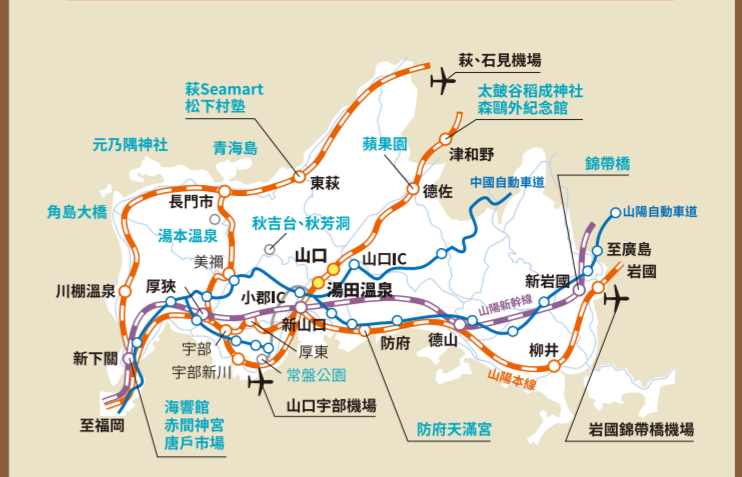 萩、石見機場
萩Seamart
松下村塾
太皷谷稻成神社
森鷗外紀念館
元乃隅神社
青海島
蘋果園
津和野
錦帶橋
東萩
德佐
中國自動車道
長門市
角島大橋
山陽自動車道
秋吉台、秋芳洞
湯本溫泉
山口
山口IC
至廣島
美禰
岩國
川棚溫泉
厚狹
小郡IC
湯田溫泉
新岩國
山陽新幹線
新山口
防府
德山
柳井
新下關
宇部
厚東
宇部新川
常盤公園
山陽本線
山口宇部機場
海響館
赤間神宮
唐戶市場
至福岡
防府天滿宮
岩國錦帶橋機場